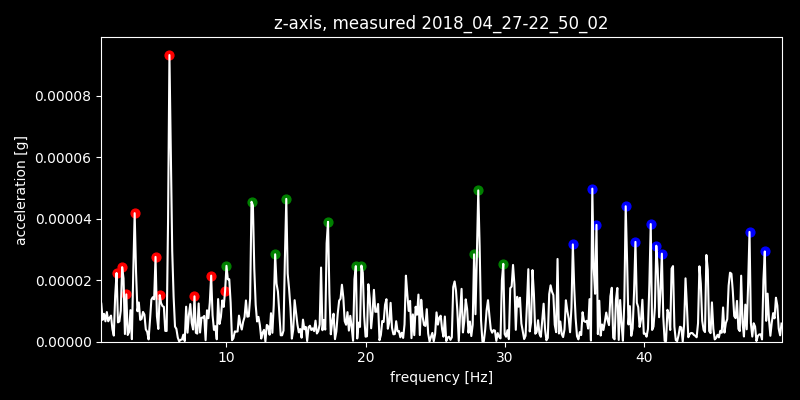 z-axis, measured 2018_04_27-22_50_02
0.00008
0.00006
0.00004
0.00002
0.00000
acceleration [g]
10 20 30 40
frequency [Hz]